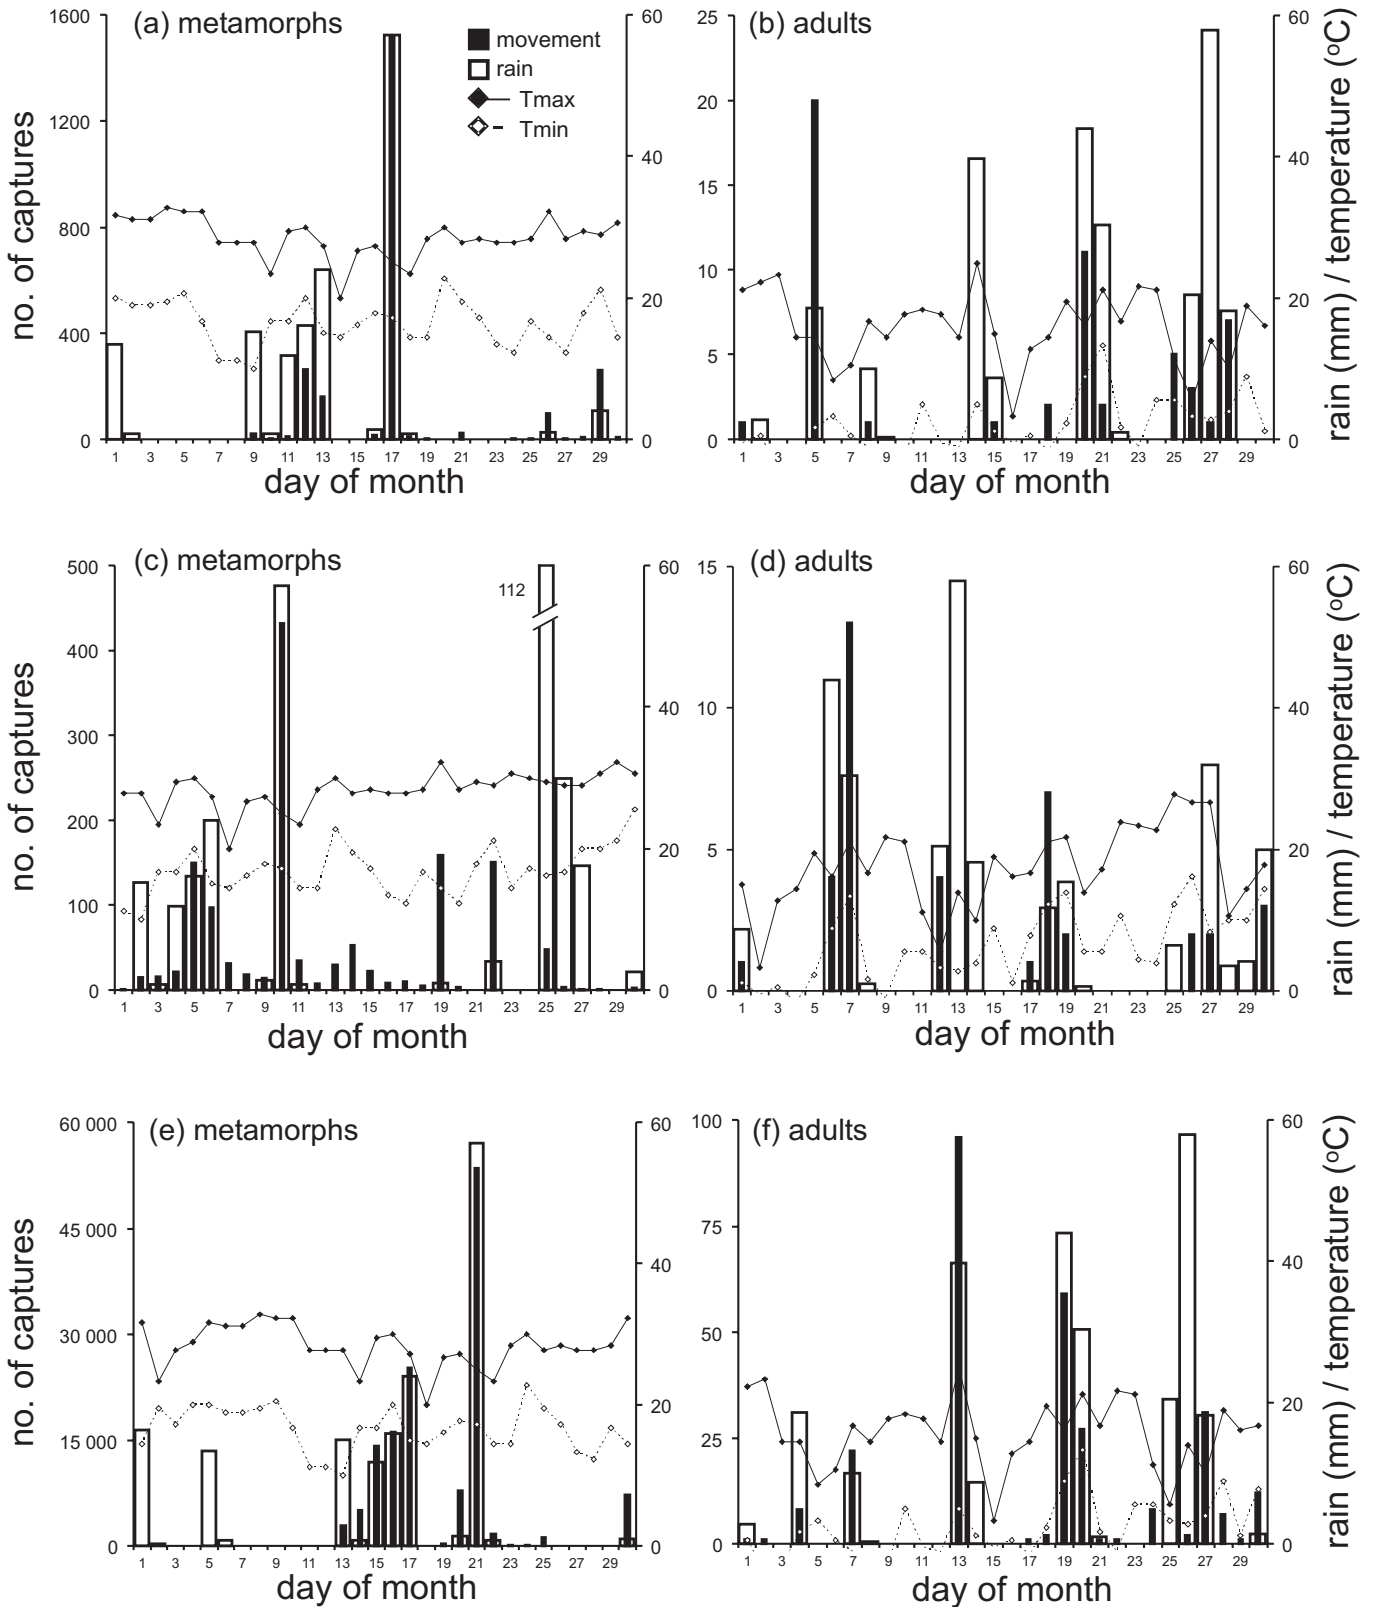 (a) metamorphs
movement
rain
Tmax
Tmin
no. of captures
1600
1200
800
400
0
60
40
20
0
1 3 5 7 9 11 13 15 17 19 21 23 25 27 29
day of month
(b) adults
25
20
15
10
5
0
60
40
20
0
rain (mm) / temperature (ºC)
1 3 5 7 9 11 13 15 17 19 21 23 25 27 29
day of month
(c) metamorphs
112
no. of captures
500
400
300
200
100
0
60
40
20
0
1 3 5 7 9 11 13 15 17 19 21 23 25 27 29
day of month
(d) adults
15
10
5
0
60
40
20
0
rain (mm) / temperature (ºC)
1 3 5 7 9 11 13 15 17 19 21 23 25 27 29
day of month
(e) metamorphs
no. of captures
60 000
45 000
30 000
15 000
0
60
40
20
0
1 3 5 7 9 11 13 15 17 19 21 23 25 27 29
day of month
(f) adults
100
75
50
25
0
60
40
20
0
rain (mm) / temperature (ºC)
1 3 5 7 9 11 13 15 17 19 21 23 25 27 29
day of month